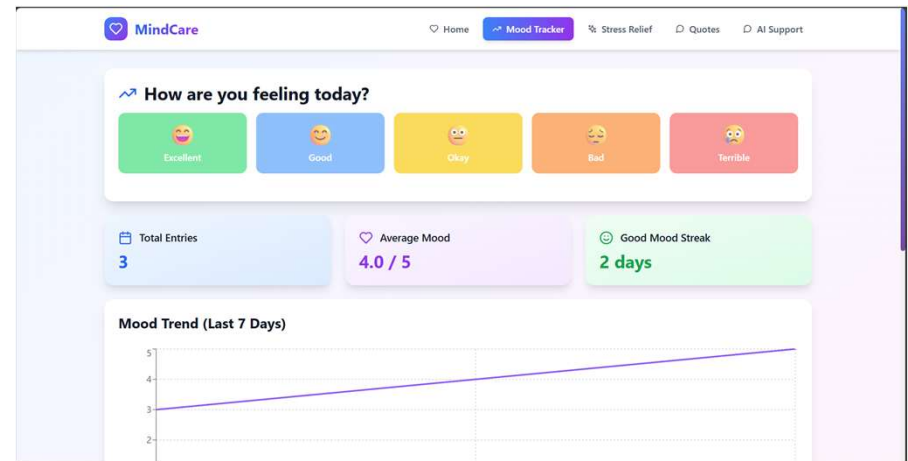 MindCare
Home Mood Tracker Stress Relief Quotes AI Support
How are you feeling today?
Excellent Good Okay Bad Terrible
Total Entries Average Mood Good Mood Streak
3 4.0 / 5 2 days
Mood Trend (Last 7 Days)
5
4
3
2